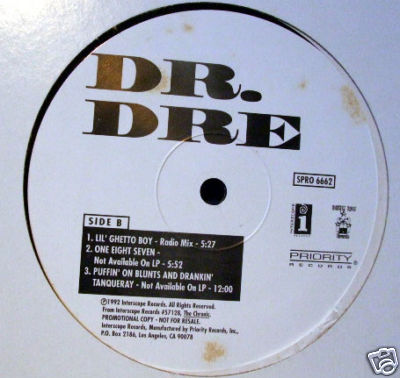 DR.
DRE
SPRO 6662
INTERSCOPE
RECORDS
i
PRIORITY
RECORDS
SIDE B
1. LIL' GHETTO BOY - Radio Mix - 5:27
2. ONE EIGHT SEVEN -
Not Available On LP - 5:52
3. PUFFIN' ON BLUNTS AND DRANKIN'
TANQUERAY - Not Available On LP - 12:00
©1992 Interscope Records. All Rights Reserved.
From Interscope Records #57128, The Chronic.
PROMOTIONAL COPY - NOT FOR RESALE.
Interscope Records, Manufactured by Priority Records, Inc.,
P.O. Box 2186, Los Angeles, CA 90078